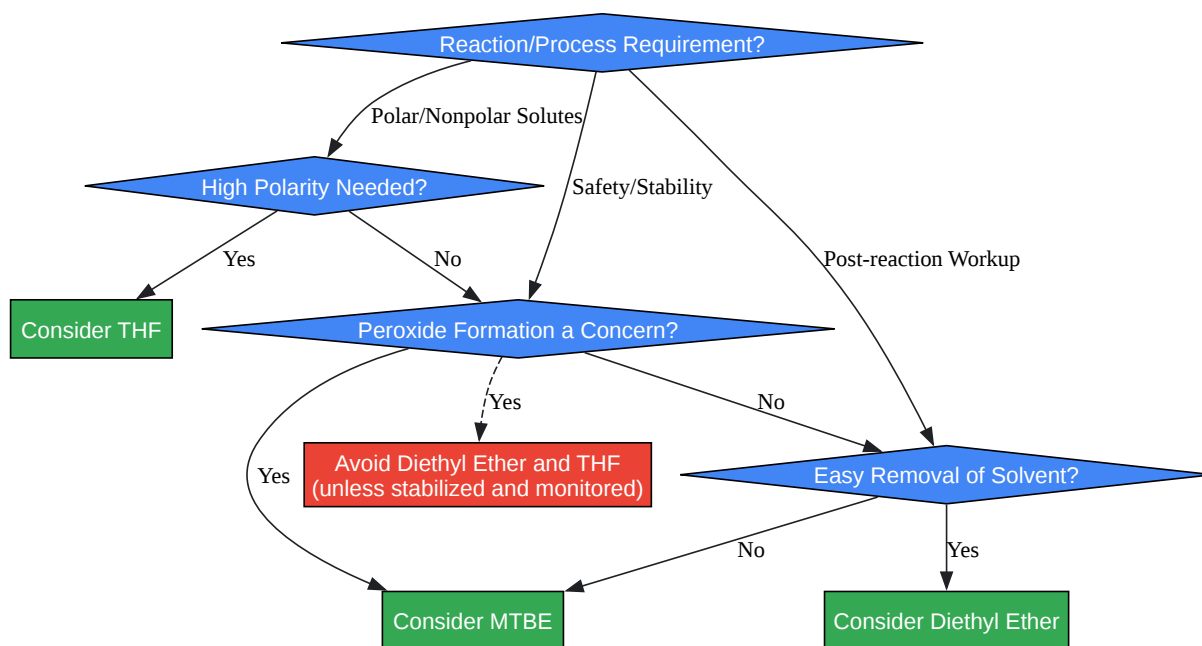 Reaction/Process Requirement?
Polar/Nonpolar Solutes
High Polarity Needed?
Safety/Stability
Yes
No
Post-reaction Workup
Consider THF
Peroxide Formation a Concern?
Yes
No
Avoid Diethyl Ether and THF
(unless stabilized and monitored)
Yes
Easy Removal of Solvent?
No
Yes
Consider MTBE
Consider Diethyl Ether